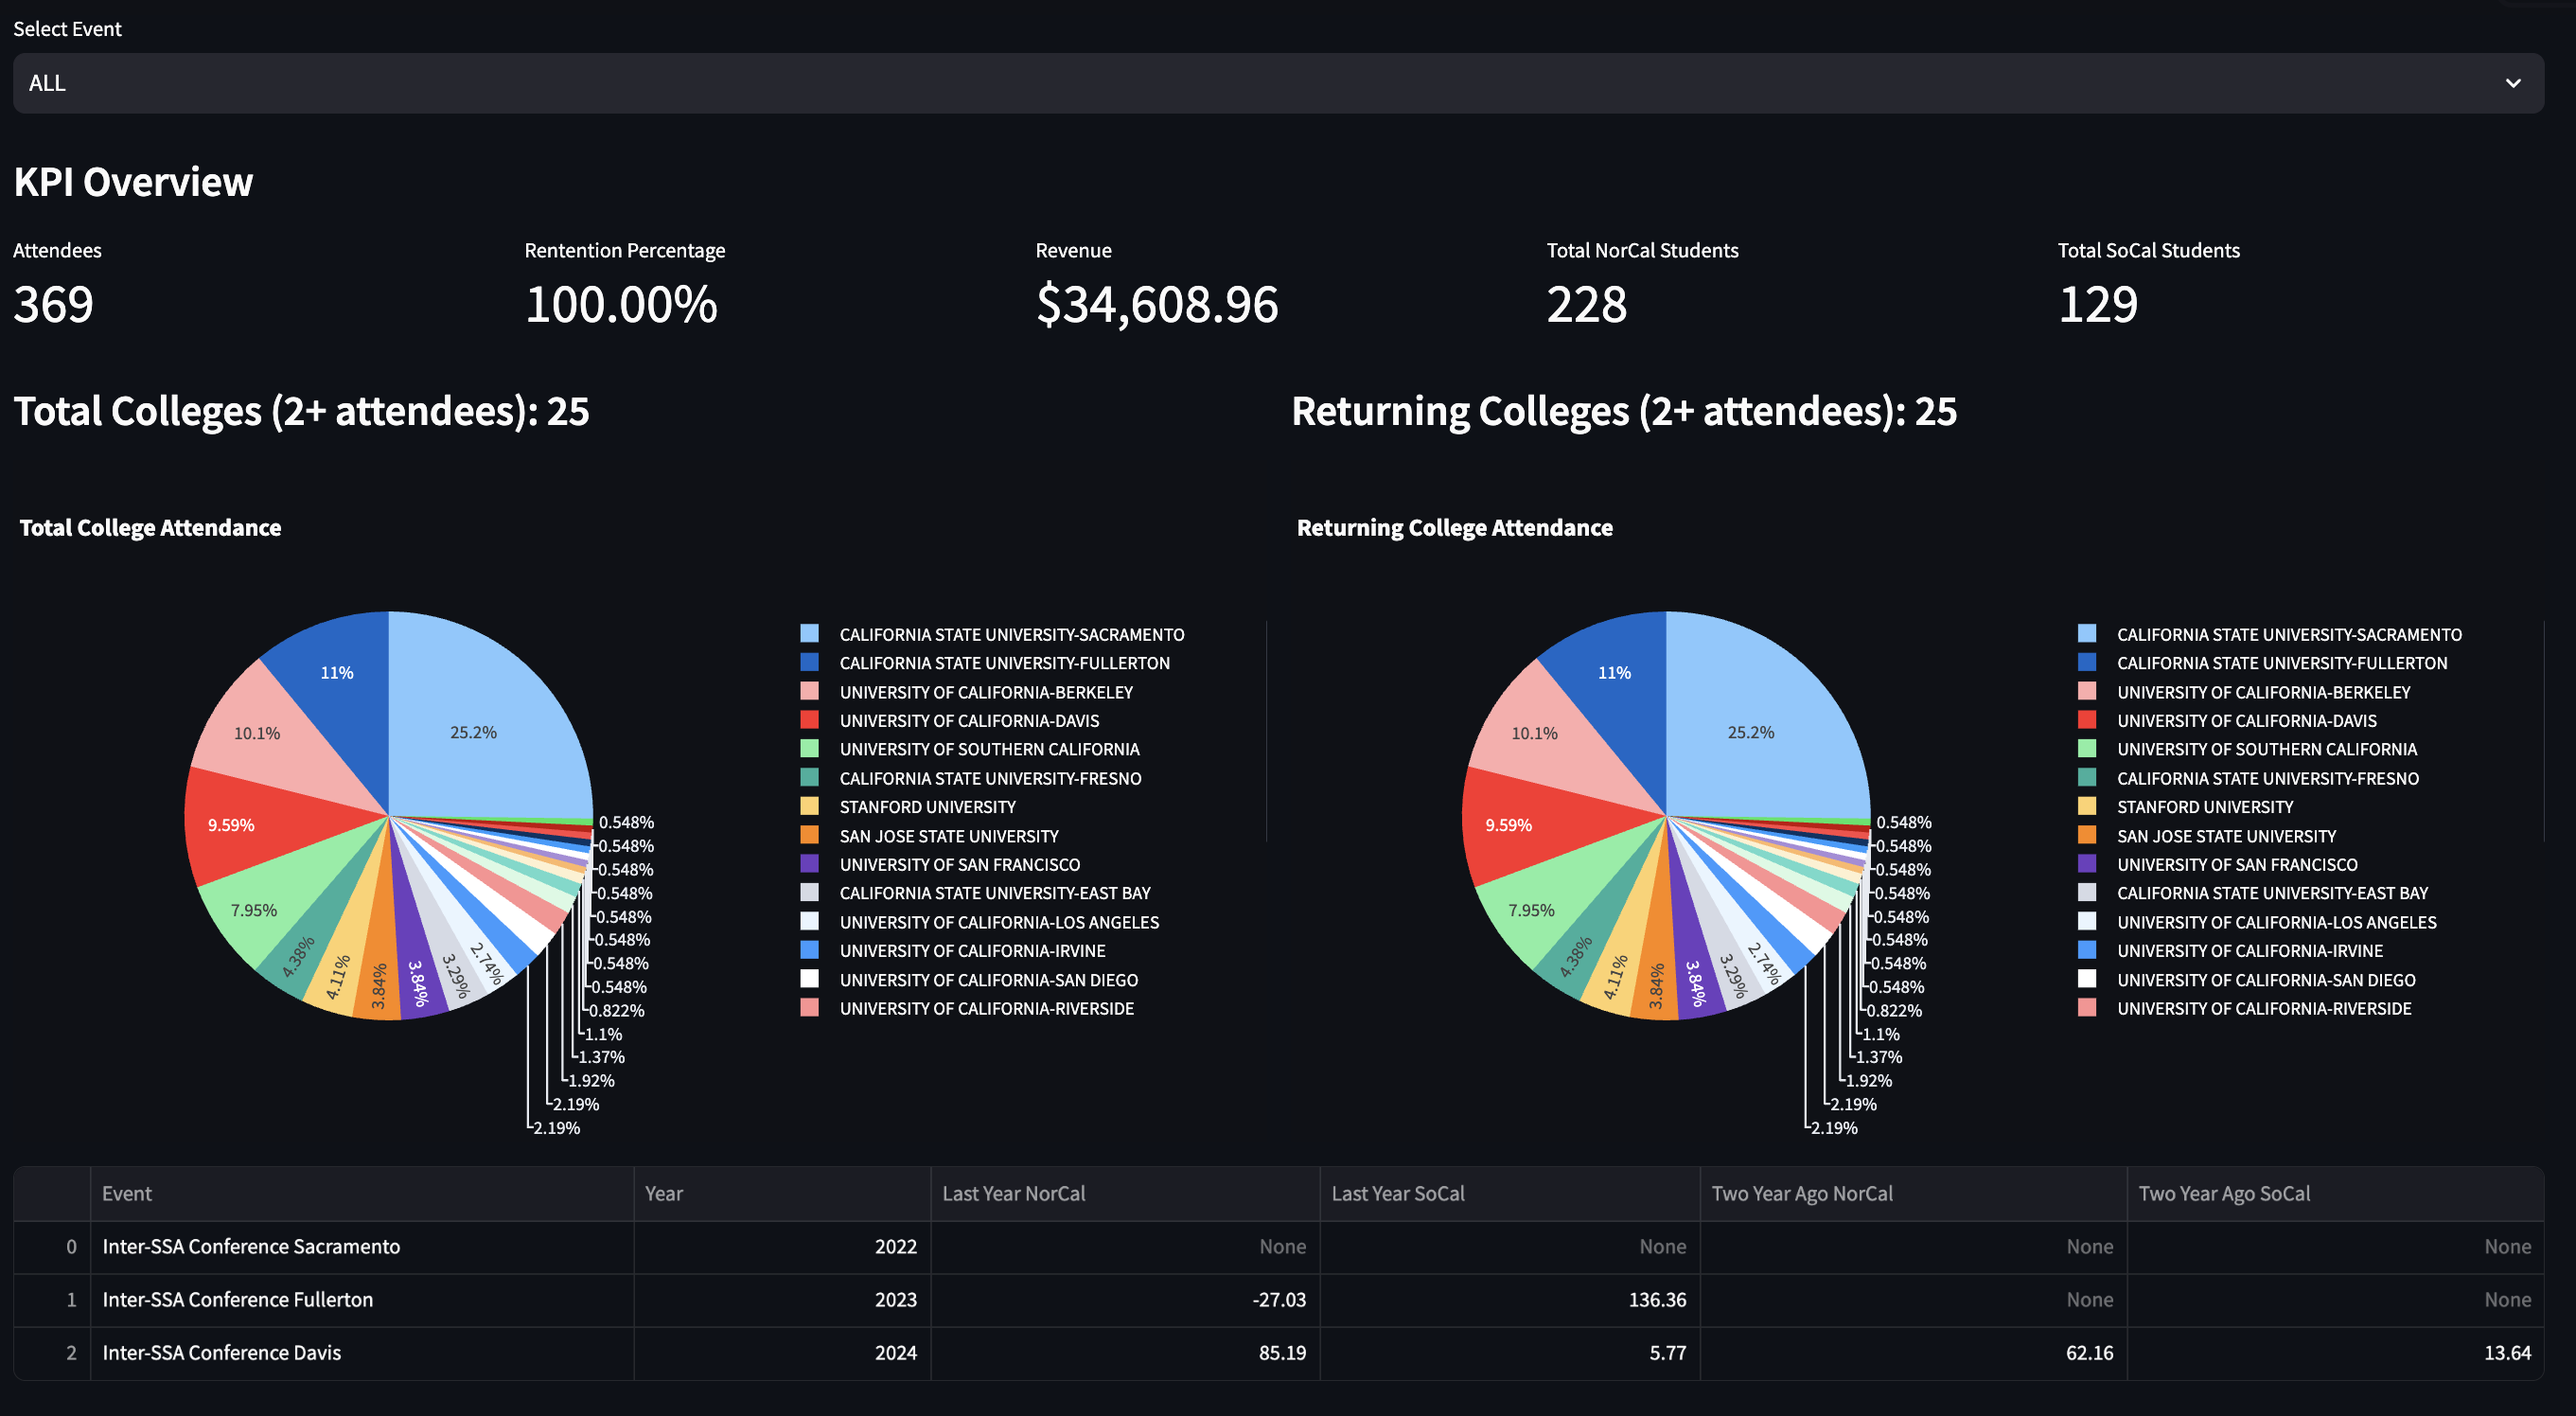 Select Event
ALL
KPI Overview
Attendees
369
Rentention Percentage
100.00%
Revenue
$34,608.96
Total NorCal Students
228
Total SoCal Students
129
Total Colleges (2+ attendees): 25
Total College Attendance
25.2%
11%
10.1%
9.59%
7.95%
4.38%
4.11%
3.84%
3.84%
3.29%
2.74%
2.19%
2.19%
1.92%
1.37%
1.1%
0.822%
0.548%
0.548%
0.548%
0.548%
0.548%
0.548%
0.548%
0.548%
CALIFORNIA STATE UNIVERSITY-SACRAMENTO
CALIFORNIA STATE UNIVERSITY-FULLERTON
UNIVERSITY OF CALIFORNIA-BERKELEY
UNIVERSITY OF CALIFORNIA-DAVIS
UNIVERSITY OF SOUTHERN CALIFORNIA
CALIFORNIA STATE UNIVERSITY-FRESNO
STANFORD UNIVERSITY
SAN JOSE STATE UNIVERSITY
UNIVERSITY OF SAN FRANCISCO
CALIFORNIA STATE UNIVERSITY-EAST BAY
UNIVERSITY OF CALIFORNIA-LOS ANGELES
UNIVERSITY OF CALIFORNIA-IRVINE
UNIVERSITY OF CALIFORNIA-SAN DIEGO
UNIVERSITY OF CALIFORNIA-RIVERSIDE
Returning Colleges (2+ attendees): 25
Returning College Attendance
25.2%
11%
10.1%
9.59%
7.95%
4.38%
4.11%
3.84%
3.84%
3.29%
2.74%
2.19%
2.19%
1.92%
1.37%
1.1%
0.822%
0.548%
0.548%
0.548%
0.548%
0.548%
0.548%
0.548%
0.548%
CALIFORNIA STATE UNIVERSITY-SACRAMENTO
CALIFORNIA STATE UNIVERSITY-FULLERTON
UNIVERSITY OF CALIFORNIA-BERKELEY
UNIVERSITY OF CALIFORNIA-DAVIS
UNIVERSITY OF SOUTHERN CALIFORNIA
CALIFORNIA STATE UNIVERSITY-FRESNO
STANFORD UNIVERSITY
SAN JOSE STATE UNIVERSITY
UNIVERSITY OF SAN FRANCISCO
CALIFORNIA STATE UNIVERSITY-EAST BAY
UNIVERSITY OF CALIFORNIA-LOS ANGELES
UNIVERSITY OF CALIFORNIA-IRVINE
UNIVERSITY OF CALIFORNIA-SAN DIEGO
UNIVERSITY OF CALIFORNIA-RIVERSIDE
Event Year Last Year NorCal Last Year SoCal Two Year Ago NorCal Two Year Ago SoCal
0 Inter-SSA Conference Sacramento 2022 None None None None
1 Inter-SSA Conference Fullerton 2023 -27.03 136.36 None None
2 Inter-SSA Conference Davis 2024 85.19 5.77 62.16 13.64